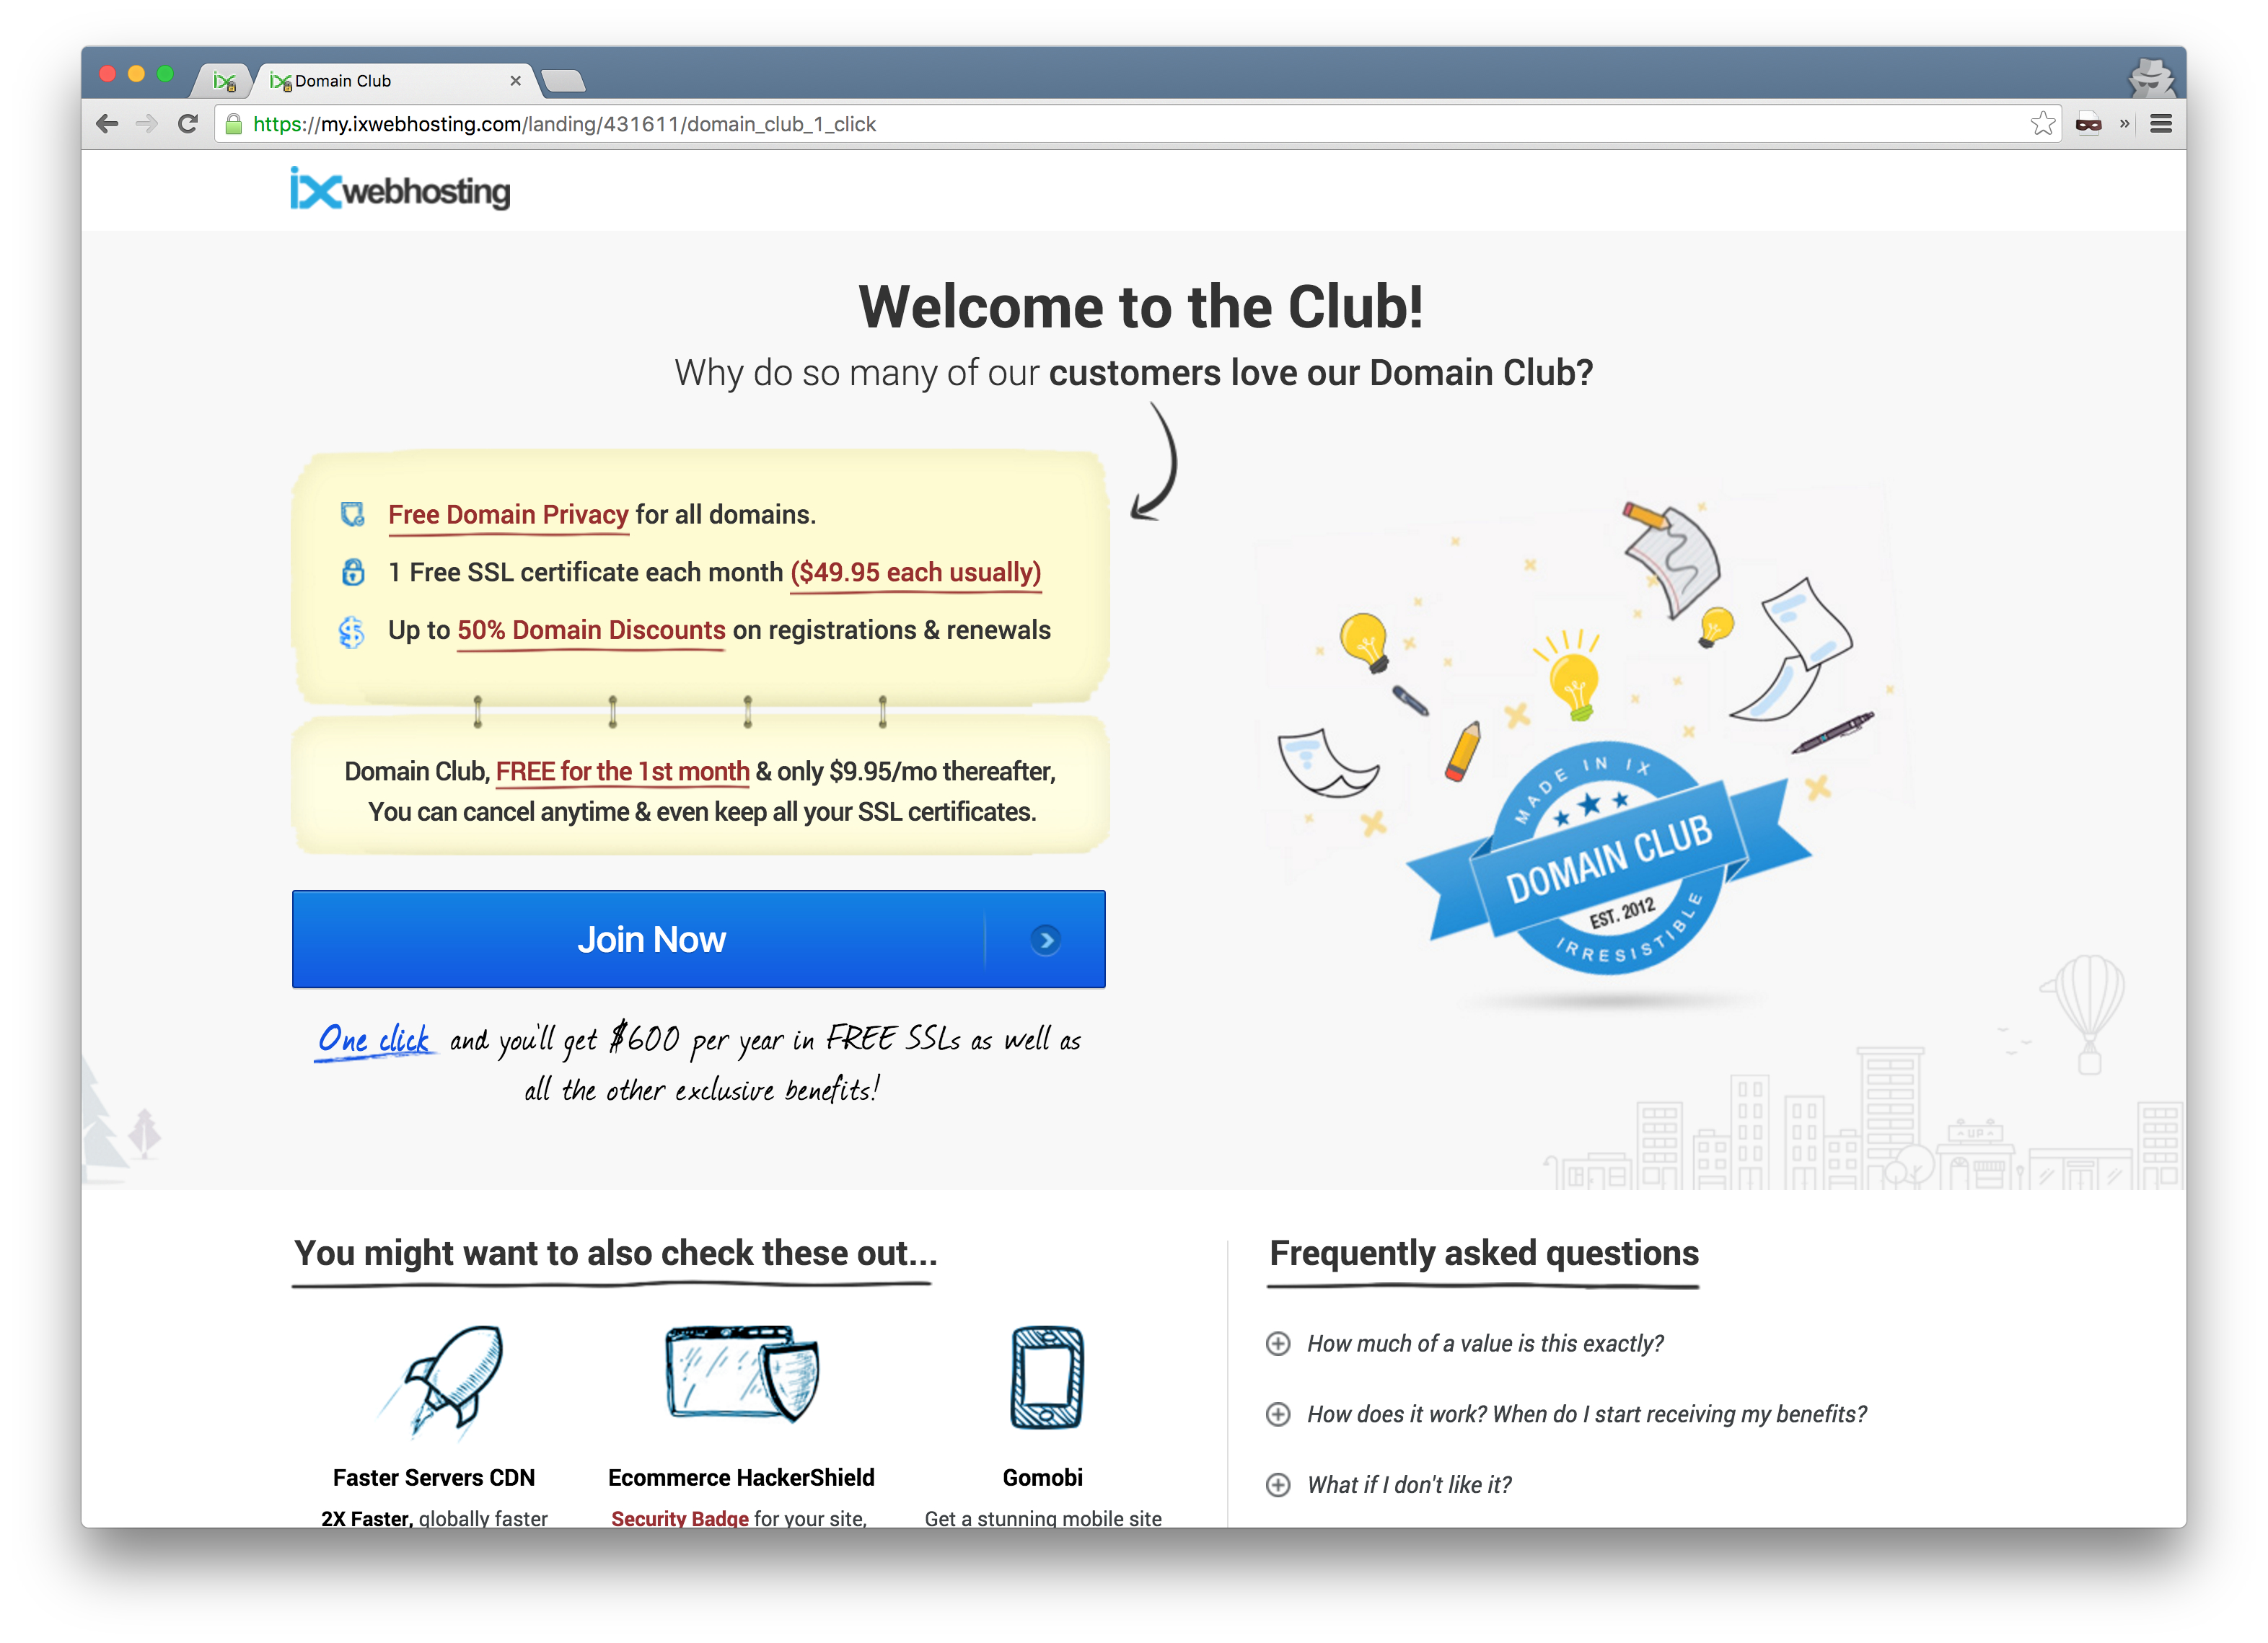 Domain Club
https://my.ixwebhosting.com/landing/431611/domain_club_1_click
ixwebhosting
Welcome to the Club!
Why do so many of our customers love our Domain Club?
Free Domain Privacy for all domains.
1 Free SSL certificate each month ($49.95 each usually)
Up to 50% Domain Discounts on registrations & renewals
Domain Club, FREE for the 1st month & only $9.95/mo thereafter,
You can cancel anytime & even keep all your SSL certificates.
Join Now
One click and you'll get $600 per year in FREE SSLs as well as
all the other exclusive benefits!
MADE IN IX
DOMAIN CLUB
EST. 2012
IRRESISTIBLE
UP
You might want to also check these out...
Faster Servers CDN
2X Faster, globally faster
Ecommerce HackerShield
Security Badge for your site,
Gomobi
Get a stunning mobile site
Frequently asked questions
How much of a value is this exactly?
How does it work? When do I start receiving my benefits?
What if I don't like it?